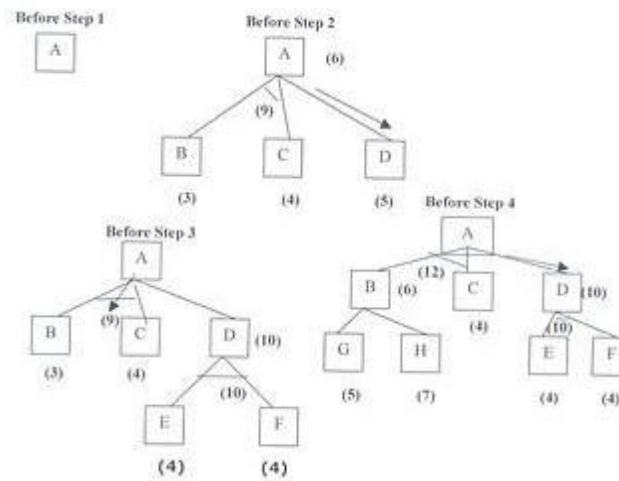 Before Step 1
A
Before Step 2
A (6)
(9)
B C D
(3) (4) (5)
Before Step 3
A
(9)
B C D (10)
(3) (4)
(10)
E F
(4) (4)
Before Step 4
A
(12)
B (6) C D (10)
(4) (10)
G H E F
(5) (7) (4) (4)